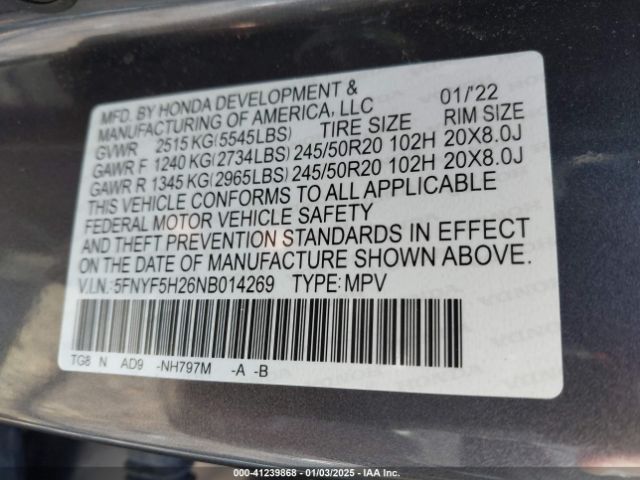 MFD. BY HONDA DEVELOPMENT & 01/'22
MANUFACTURING OF AMERICA, LLC
GVWR 2515 KG(5545LBS) TIRE SIZE RIM SIZE
GAWR F 1240 KG(2734LBS) 245/50R20 102H 20X8.0J
GAWR R 1345 KG(2965LBS) 245/50R20 102H 20X8.0J
THIS VEHICLE CONFORMS TO ALL APPLICABLE
FEDERAL MOTOR VEHICLE SAFETY
AND THEFT PREVENTION STANDARDS IN EFFECT
ON THE DATE OF MANUFACTURE SHOWN ABOVE.
V.I.N.: 5FNYF5H26NB014269 TYPE: MPV
TG8 N AD9 -NH797M -A -B
000-41239868 - 01/03/2025 - IAA Inc.